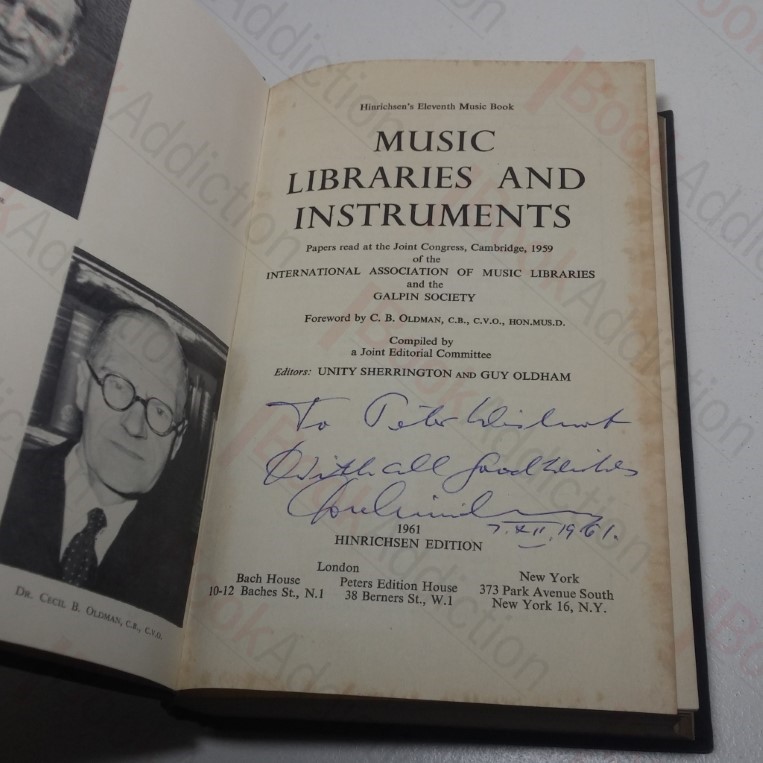 DR. CECIL B. OLDMAN, C.B., C.V.O.
Hinrichsen's Eleventh Music Book
MUSIC
LIBRARIES AND
INSTRUMENTS
Papers read at the Joint Congress, Cambridge, 1959
of the
INTERNATIONAL ASSOCIATION OF MUSIC LIBRARIES
and the
GALPIN SOCIETY
Foreword by C. B. OLDMAN, C.B., C.V.O., HON.MUS.D.
Compiled by
a Joint Editorial Committee
Editors: UNITY SHERRINGTON AND GUY OLDHAM
To Peter
With all good wishes
7.XII.1961.
1961
HINRICHSEN EDITION
London
Bach House
10-12 Baches St., N.1
Peters Edition House
38 Berners St., W.1
New York
373 Park Avenue South
New York 16, N.Y.
Book Addiction